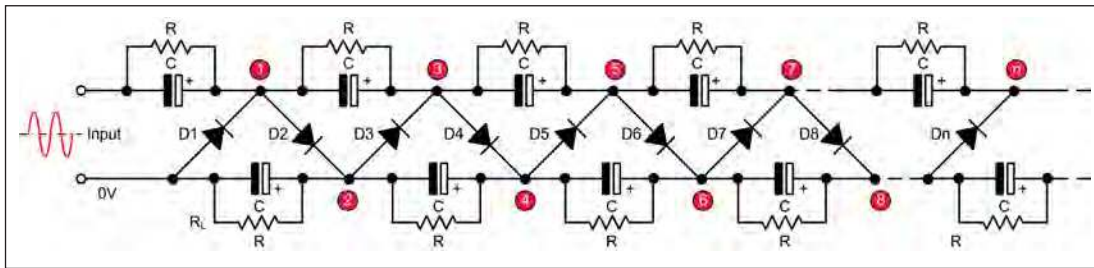 R R R R R
C + C + C + C + C +
1 3 5 7 n
Input D1 D2 D3 D4 D5 D6 D7 D8 Dn
0V
+ 2 + 4 + 6 + 8 +
C C C C C
RL R R R R R